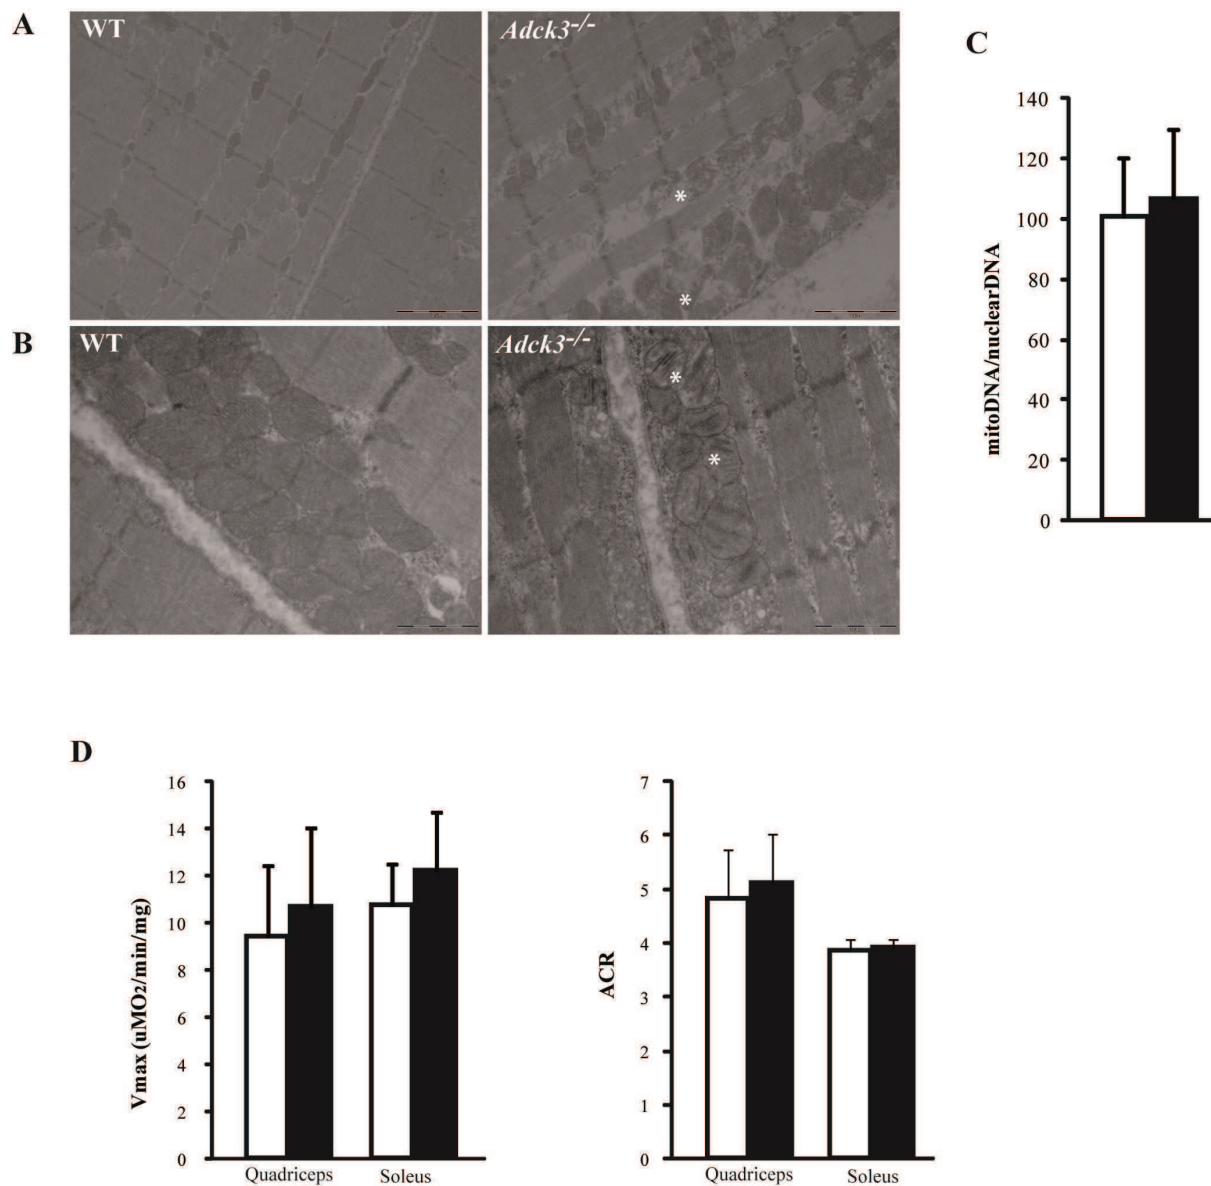 A
WT
Adck3-/-
*
*
B
WT
Adck3-/-
*
*
C
140
120
100
80
60
40
20
0
mitoDNA/nuclearDNA
D
16
14
12
10
8
6
4
2
0
Vmax (uMO2/min/mg)
Quadriceps Soleus
7
6
5
4
3
2
1
0
ACR
Quadriceps Soleus